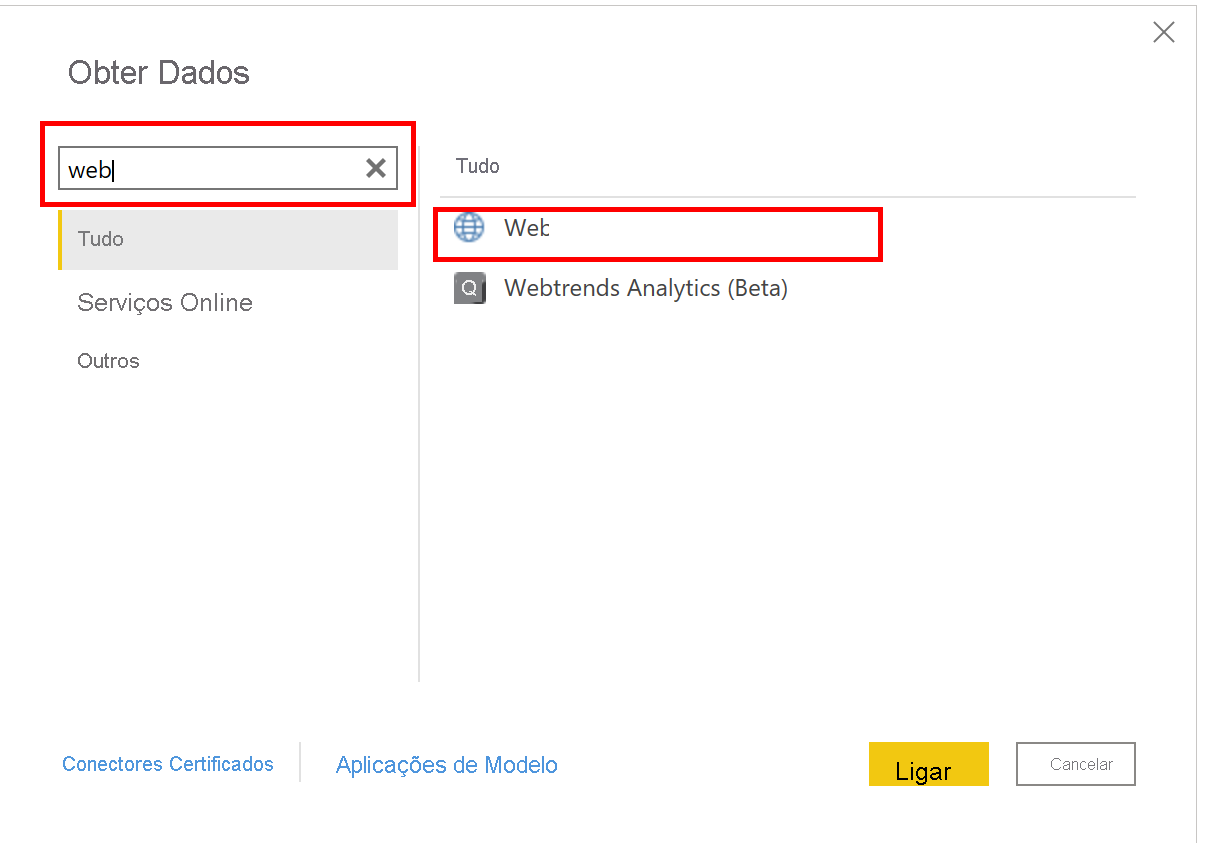 Obter Dados
web
Tudo
Serviços Online
Outros
Tudo
Web
Webtrends Analytics (Beta)
Conectores Certificados
Aplicações de Modelo
Ligar
Cancelar